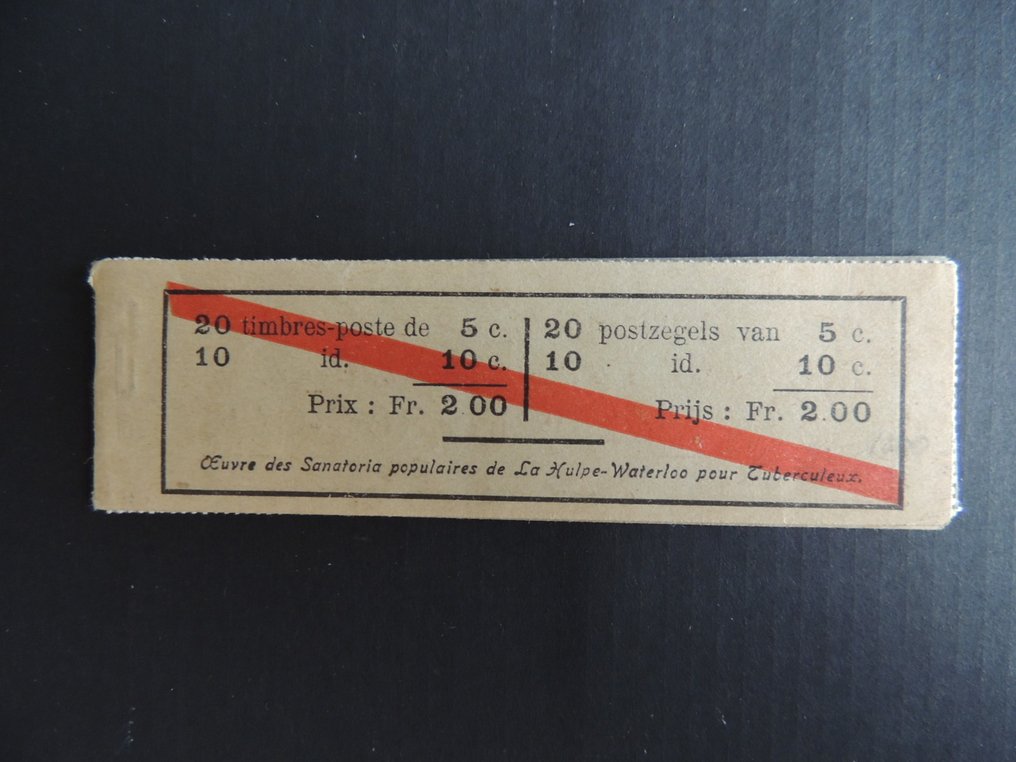 20 timbres-poste de 5 c.
10 id. 10 c.
Prix : Fr. 2.00
20 postzegels van 5 c.
10 id. 10 c.
Prijs : Fr. 2.00
Œuvre des Sanatoria populaires de La Hulpe-Waterloo pour Tuberculeux.